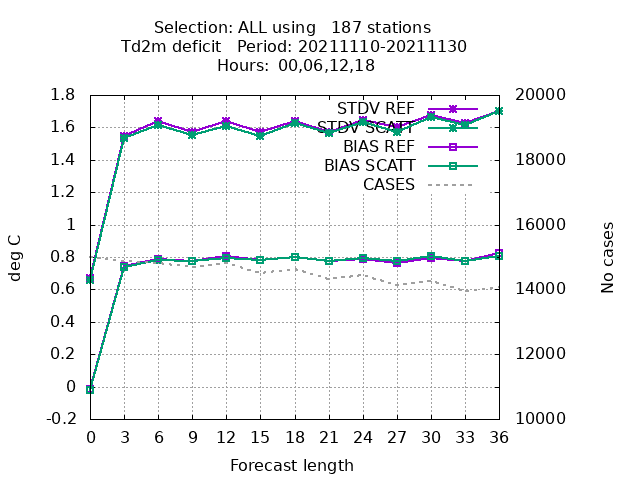 Selection: ALL using   187 stations
Td2m deficit   Period: 20211110-20211130
Hours: 00,06,12,18
1.8
1.6
1.4
1.2
1
0.8
0.6
0.4
0.2
0
-0.2
deg C
STDV REF
STDV SCATT
BIAS REF
BIAS SCATT
CASES
20000
18000
16000
14000
12000
10000
No cases
0 3 6 9 12 15 18 21 24 27 30 33 36
Forecast length